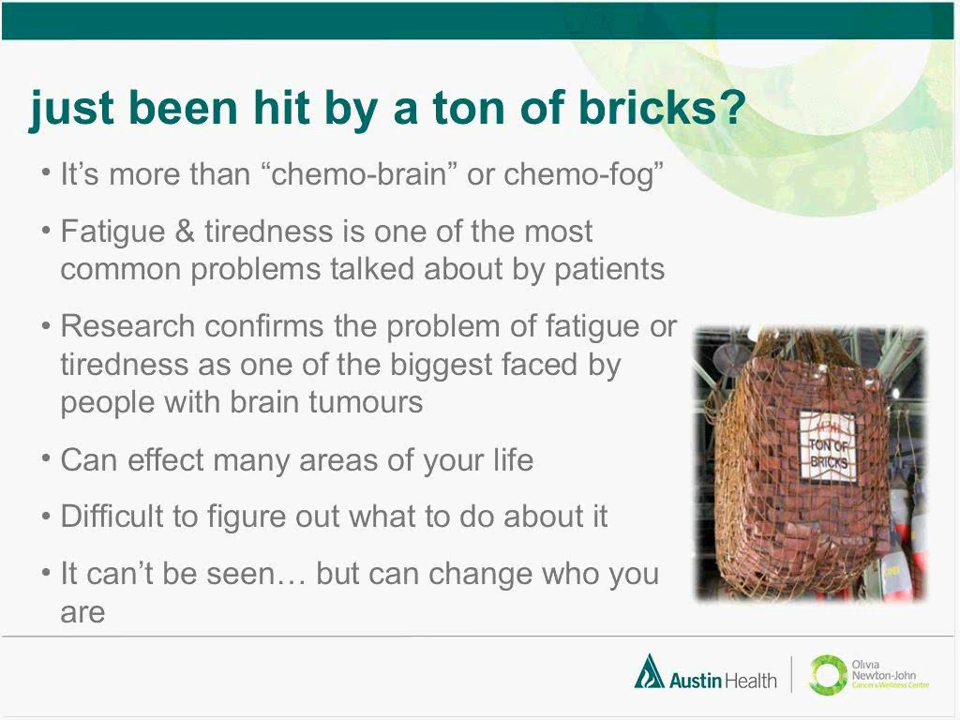 just been hit by a ton of bricks?
• It’s more than “chemo-brain” or chemo-fog”
• Fatigue & tiredness is one of the most
common problems talked about by patients
• Research confirms the problem of fatigue or
tiredness as one of the biggest faced by
people with brain tumours
• Can effect many areas of your life
• Difficult to figure out what to do about it
• It can’t be seen… but can change who you
are
TON OF
BRICKS
Austin Health
Olivia
Newton-John
Cancer & Wellness Centre